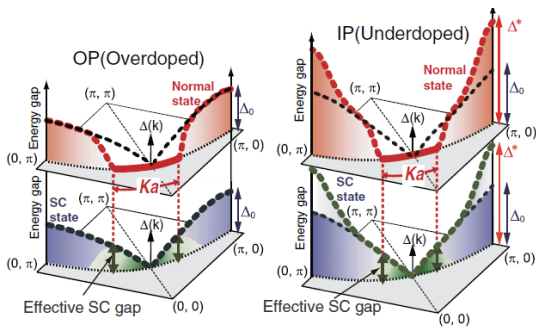 OP(Overdoped)
Energy gap
(π, π)
Normal
state
Δ₀
Δ(k)
(0, π)
(π, 0)
Ka
Energy gap
SC
state
(π, π)
Δ₀
Δ(k)
(0, π)
(π, 0)
Effective SC gap
(0, 0)
IP(Underdoped)
Energy gap
(π, π)
Normal
state
Δ*
Δ₀
Δ(k)
(0, π)
(π, 0)
Ka
Energy gap
SC
state
(π, π)
Δ*
Δ₀
Δ(k)
(0, π)
(π, 0)
Effective SC gap
(0, 0)